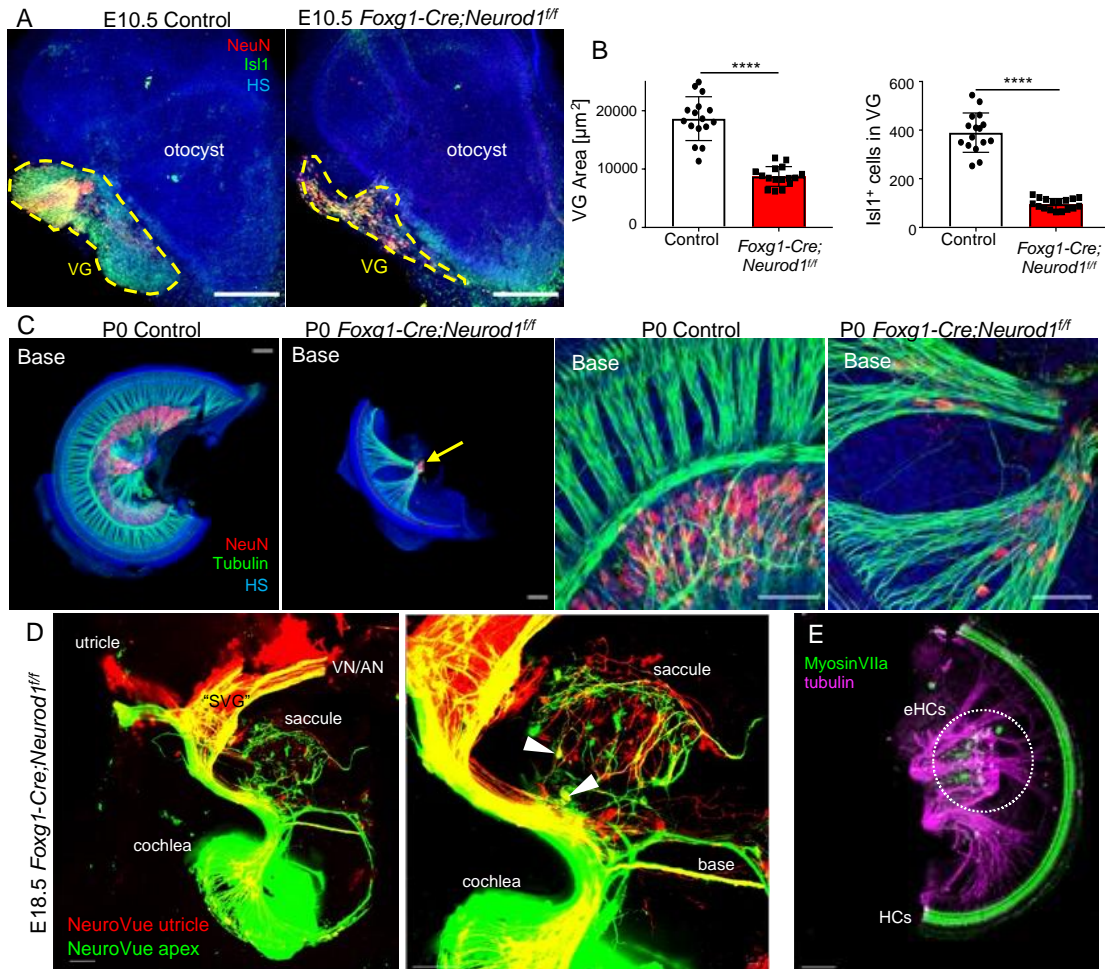 A
E10.5 Control
E10.5 Foxg1-Cre;Neurod1f/f
NeuN
Isl1
HS
otocyst
VG
otocyst
VG
B
****
VG Area [µm2]
20000
10000
0
Control
Foxg1-Cre;
Neurod1f/f
****
Isl1+ cells in VG
600
400
200
0
Control
Foxg1-Cre;
Neurod1f/f
C
P0 Control
P0 Foxg1-Cre;Neurod1f/f
P0 Control
P0 Foxg1-Cre;Neurod1f/f
Base
Base
Base
Base
NeuN
Tubulin
HS
D
E18.5 Foxg1-Cre;Neurod1f/f
utricle
VN/AN
"SVG"
saccule
cochlea
NeuroVue utricle
NeuroVue apex
saccule
base
cochlea
E
MyosinVIIa
tubulin
eHCs
HCs